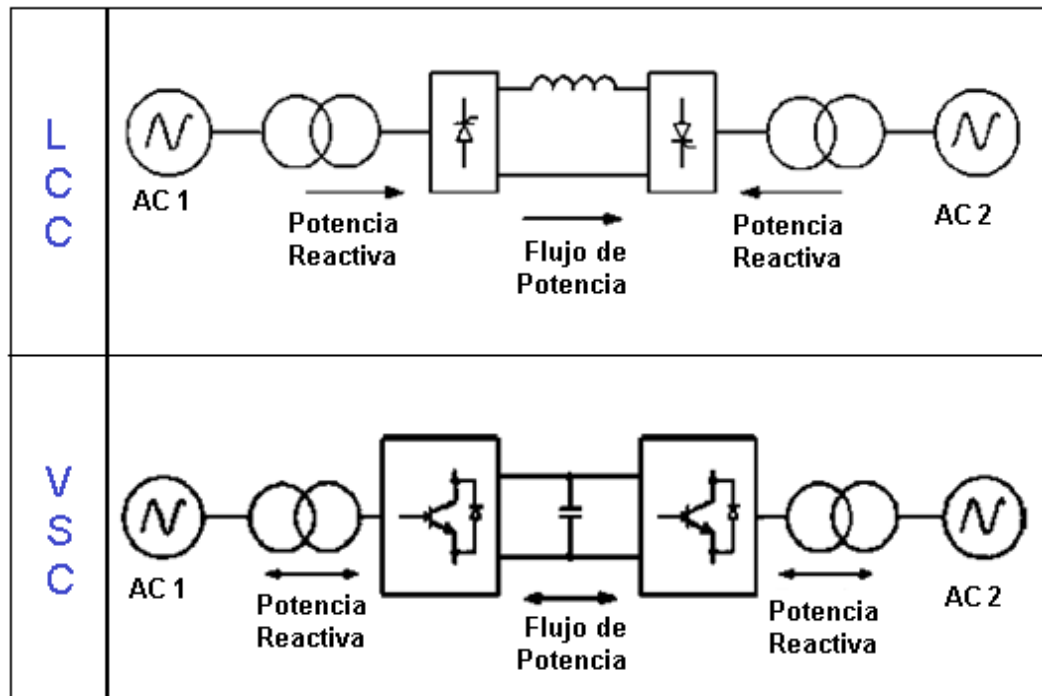 L
C
C
AC 1
Potencia
Reactiva
Flujo de
Potencia
Potencia
Reactiva
AC 2
V
S
C
AC 1
Potencia
Reactiva
Flujo de
Potencia
Potencia
Reactiva
AC 2